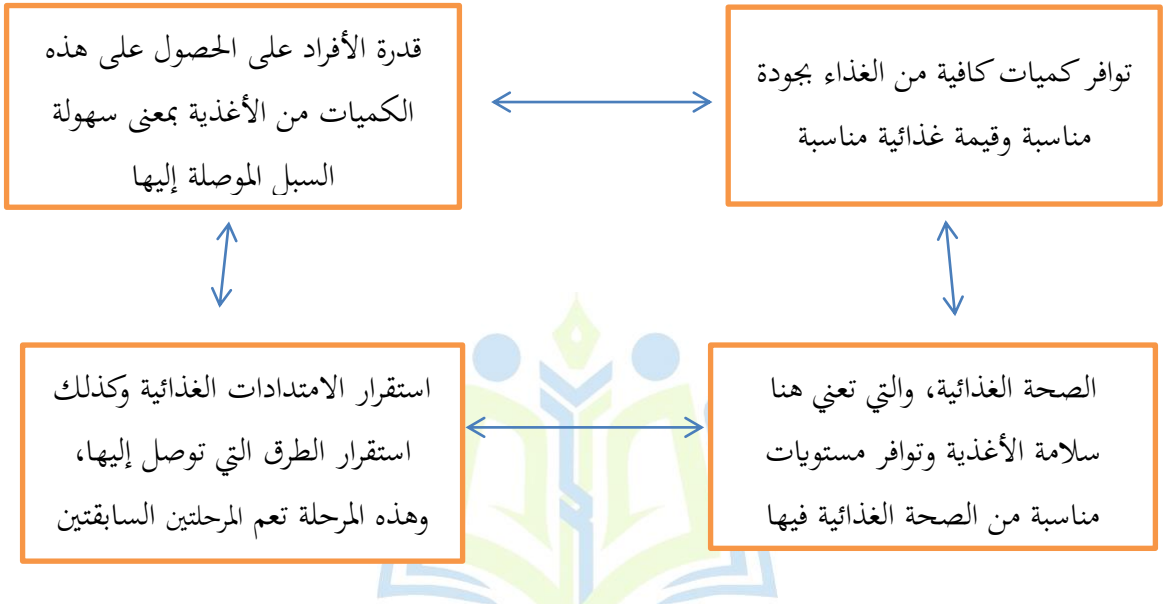 توافر كميات كافية من الغذاء بجودة
مناسبة وقيمة غذائية مناسبة
قدرة الأفراد على الحصول على هذه
الكميات من الأغذية بمعنى سهولة
السبل الموصلة إليها
الصحة الغذائية، والتي تعني هنا
سلامة الأغذية وتوافر مستويات
مناسبة من الصحة الغذائية فيها
استقرار الامتدادات الغذائية وكذلك
استقرار الطرق التي توصل إليها،
وهذه المرحلة تعم المرحلتين السابقتين